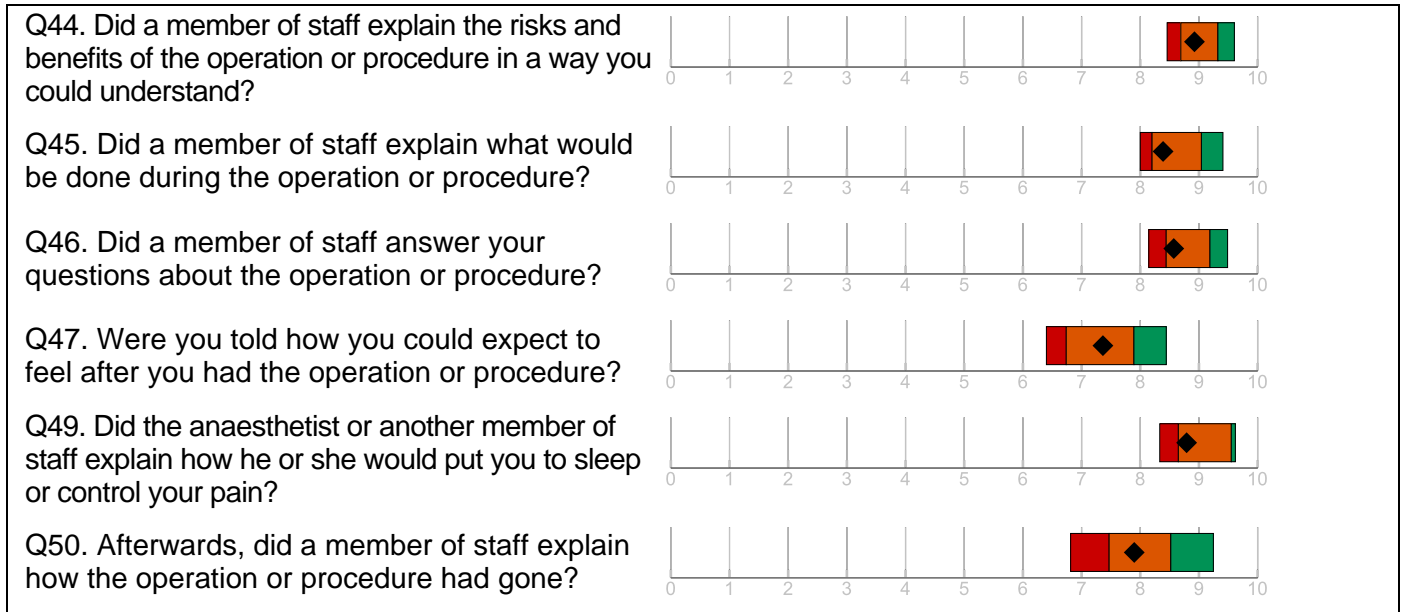 Q44. Did a member of staff explain the risks and
benefits of the operation or procedure in a way you
could understand?
0 1 2 3 4 5 6 7 8 9 10
Q45. Did a member of staff explain what would
be done during the operation or procedure?
0 1 2 3 4 5 6 7 8 9 10
Q46. Did a member of staff answer your
questions about the operation or procedure?
0 1 2 3 4 5 6 7 8 9 10
Q47. Were you told how you could expect to
feel after you had the operation or procedure?
0 1 2 3 4 5 6 7 8 9 10
Q49. Did the anaesthetist or another member of
staff explain how he or she would put you to sleep
or control your pain?
0 1 2 3 4 5 6 7 8 9 10
Q50. Afterwards, did a member of staff explain
how the operation or procedure had gone?
0 1 2 3 4 5 6 7 8 9 10